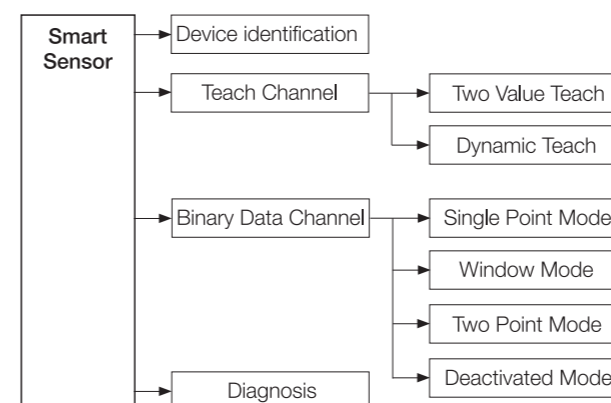 Smart
Sensor
Device identification
Teach Channel
Two Value Teach
Dynamic Teach
Binary Data Channel
Single Point Mode
Window Mode
Two Point Mode
Deactivated Mode
Diagnosis